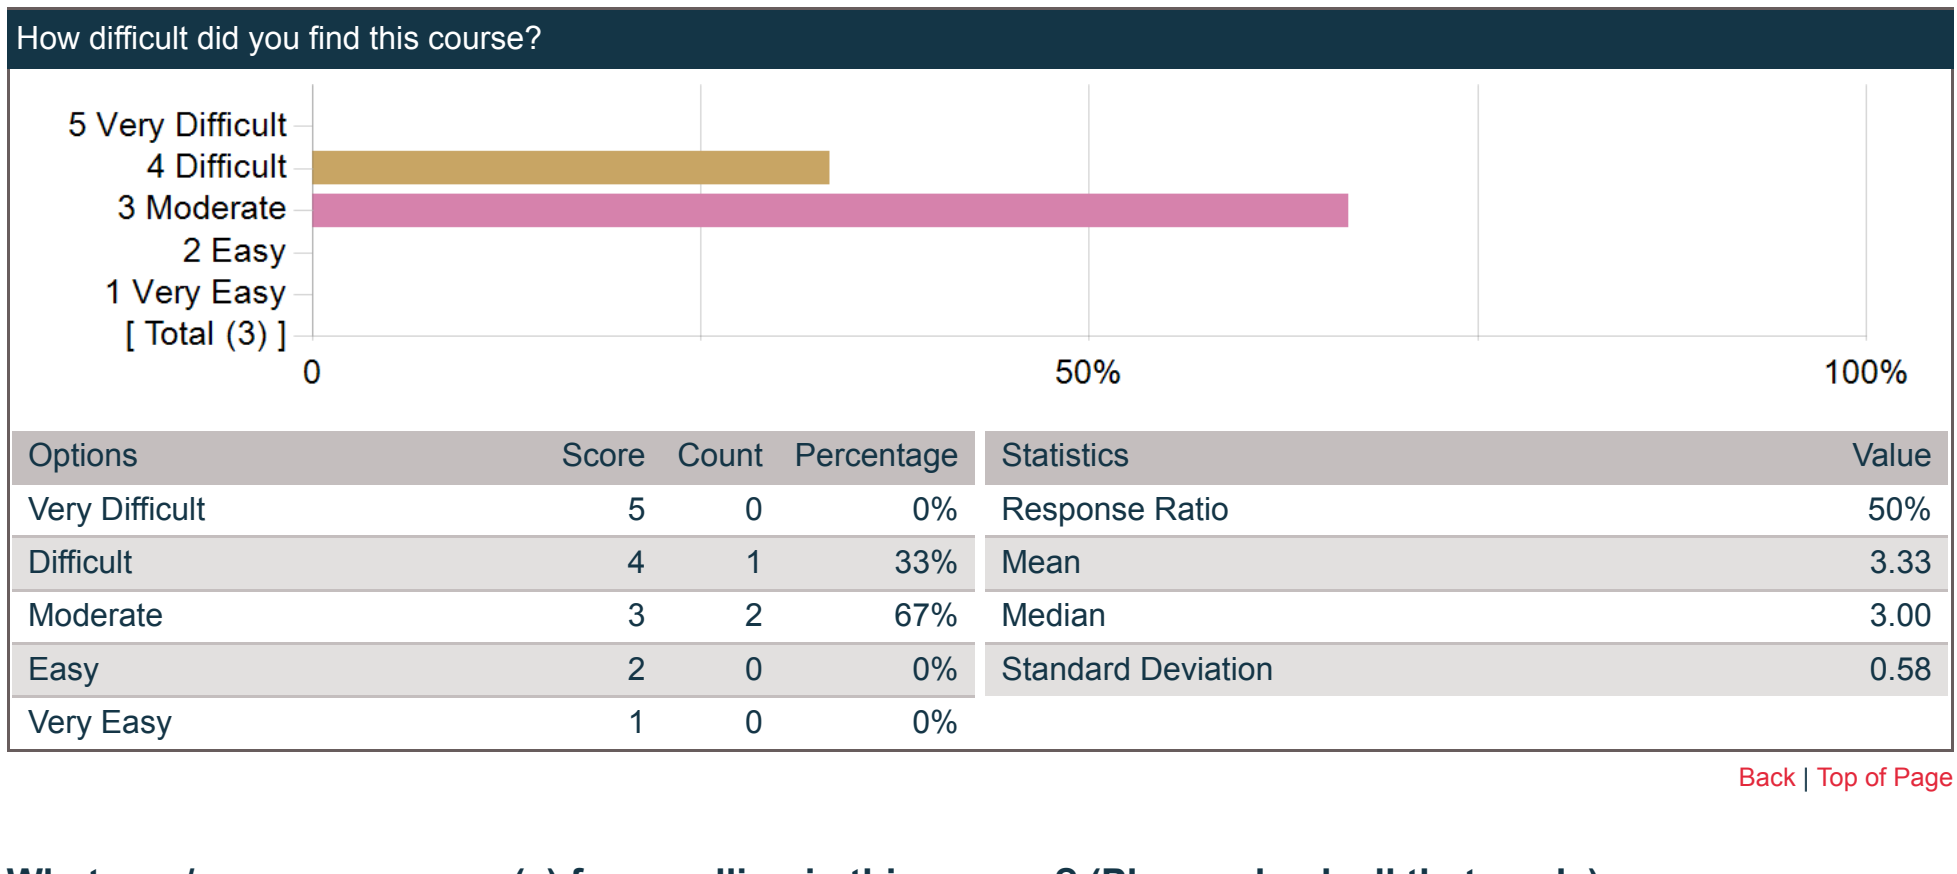 How difficult did you find this course?
5 Very Difficult
4 Difficult
3 Moderate
2 Easy
1 Very Easy
[ Total (3) ]
0 50% 100%
Options Score Count Percentage
Very Difficult 5 0 0%
Difficult 4 1 33%
Moderate 3 2 67%
Easy 2 0 0%
Very Easy 1 0 0%
Statistics Value
Response Ratio 50%
Mean 3.33
Median 3.00
Standard Deviation 0.58
Back | Top of Page